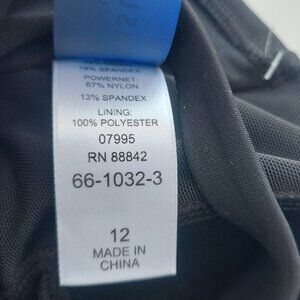 18% SPANDEX
POWERNET:
87% NYLON
13% SPANDEX
LINING:
100% POLYESTER
07995
RN 88842
66-1032-3
12
MADE IN
CHINA